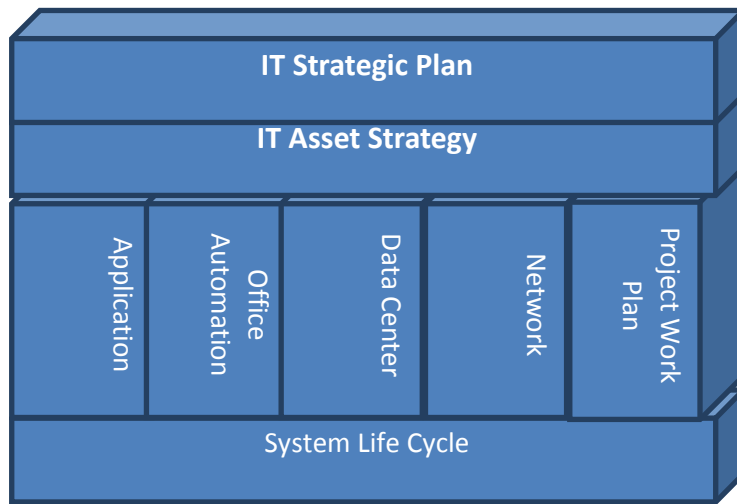 IT Strategic Plan
IT Asset Strategy
Application
Office
Automation
Data Center
Network
Project Work
Plan
System Life Cycle